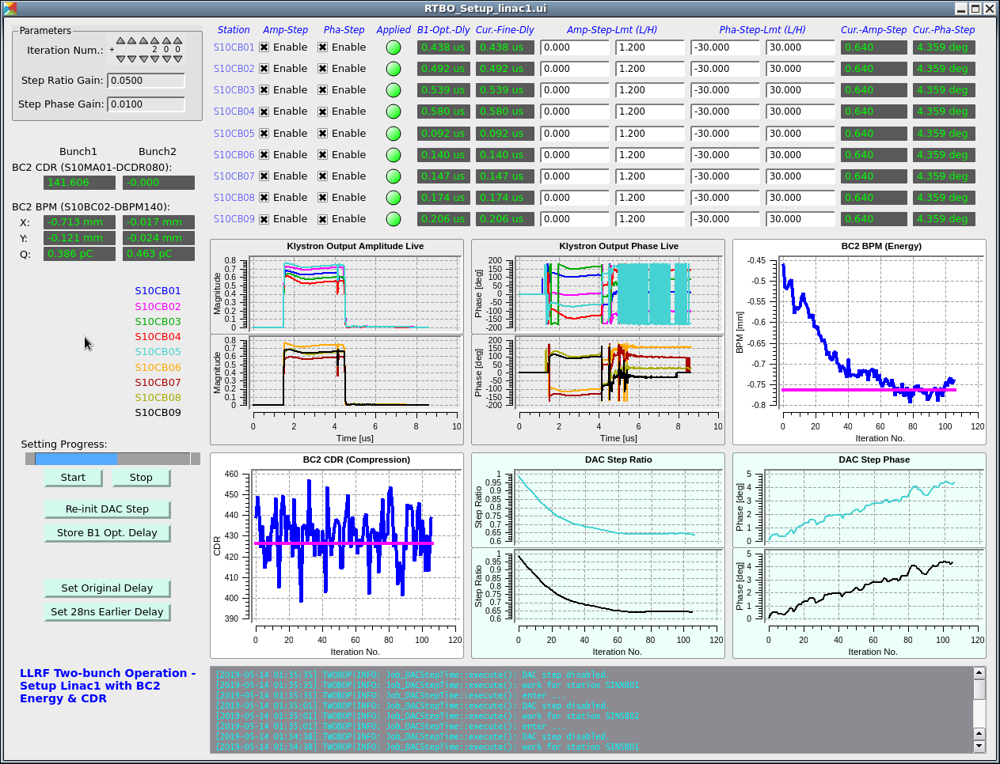 RTBO_Setup_linac1.ui
Parameters
Iteration Num.: + 2 0 0
Step Ratio Gain: 0.0500
Step Phase Gain: 0.0100
Bunch1 Bunch2
BC2 CDR (S10MA01-DCDR080):
141.606 -0.000
BC2 BPM (S10BC02-DBPM140):
X: -0.713 mm -0.017 mm
Y: -0.121 mm -0.024 mm
Q: 0.386 pC 0.463 pC
S10CB01
S10CB02
S10CB03
S10CB04
S10CB05
S10CB06
S10CB07
S10CB08
S10CB09
Setting Progress:
Start Stop
Re-init DAC Step
Store B1 Opt. Delay
Set Original Delay
Set 28ns Earlier Delay
LLRF Two-bunch Operation -
Setup Linac1 with BC2
Energy & CDR
Station Amp-Step Pha-Step Applied B1-Opt.-Dly Cur.-Fine-Dly Amp-Step-Lmt (L/H) Pha-Step-Lmt (L/H) Cur.-Amp-Step Cur.-Pha-Step
S10CB01 Enable Enable 0.438 us 0.438 us 0.000 1.200 -30.000 30.000 0.640 4.359 deg
S10CB02 Enable Enable 0.492 us 0.492 us 0.000 1.200 -30.000 30.000 0.640 4.359 deg
S10CB03 Enable Enable 0.539 us 0.539 us 0.000 1.200 -30.000 30.000 0.640 4.359 deg
S10CB04 Enable Enable 0.580 us 0.580 us 0.000 1.200 -30.000 30.000 0.640 4.359 deg
S10CB05 Enable Enable 0.092 us 0.092 us 0.000 1.200 -30.000 30.000 0.640 4.359 deg
S10CB06 Enable Enable 0.140 us 0.140 us 0.000 1.200 -30.000 30.000 0.640 4.359 deg
S10CB07 Enable Enable 0.147 us 0.147 us 0.000 1.200 -30.000 30.000 0.640 4.359 deg
S10CB08 Enable Enable 0.174 us 0.174 us 0.000 1.200 -30.000 30.000 0.640 4.359 deg
S10CB09 Enable Enable 0.206 us 0.206 us 0.000 1.200 -30.000 30.000 0.640 4.359 deg
Klystron Output Amplitude Live
Magnitude
0.8
0.7
0.6
0.5
0.4
0.3
0.2
0.1
0
Magnitude
0.8
0.7
0.6
0.5
0.4
0.3
0.2
0.1
0
0 2 4 6 8 10
Time [us]
Klystron Output Phase Live
Phase [deg]
200
150
100
50
0
-50
-100
-150
-200
Phase [deg]
200
150
100
50
0
-50
-100
-150
-200
0 2 4 6 8 10
Time [us]
BC2 BPM (Energy)
BPM [mm]
-0.45
-0.5
-0.55
-0.6
-0.65
-0.7
-0.75
-0.8
0 20 40 60 80 100 120
Iteration No.
BC2 CDR (Compression)
CDR
460
450
440
430
420
410
400
390
0 20 40 60 80 100 120
Iteration No.
DAC Step Ratio
Step Ratio
1
0.95
0.9
0.85
0.8
0.75
0.7
0.65
0.6
Step Ratio
1
0.95
0.9
0.85
0.8
0.75
0.7
0.65
0.6
0 20 40 60 80 100 120
Iteration No.
DAC Step Phase
Phase [deg]
5
4
3
2
1
0
Phase [deg]
5
4
3
2
1
0
0 20 40 60 80 100 120
Iteration No.
[2019-05-14 01:35:35] TWOBOP|INFO: Job_DACStepTime::execute(): DAC step disabled.
[2019-05-14 01:35:35] TWOBOP|INFO: Job_DACStepTime::execute(): work for station SINXB01
[2019-05-14 01:35:35] TWOBOP|INFO: Job_DACStepTime::execute(): enter ...
[2019-05-14 01:35:01] TWOBOP|INFO: Job_DACStepTime::execute(): DAC step disabled.
[2019-05-14 01:35:01] TWOBOP|INFO: Job_DACStepTime::execute(): work for station SINSB02
[2019-05-14 01:35:01] TWOBOP|INFO: Job_DACStepTime::execute(): enter ...
[2019-05-14 01:34:38] TWOBOP|INFO: Job_DACStepTime::execute(): DAC step disabled.
[2019-05-14 01:34:38] TWOBOP|INFO: Job_DACStepTime::execute(): work for station SINSB01